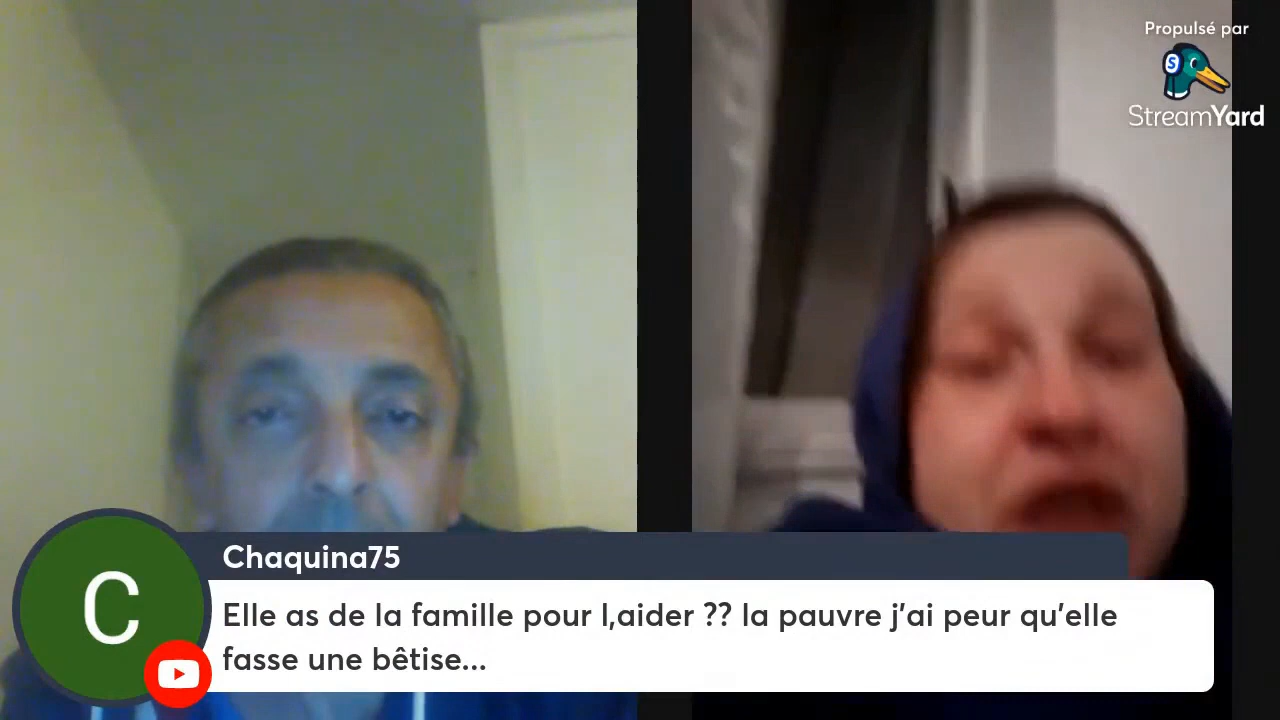 Propulsé par
StreamYard
Chaquina75
C
Elle as de la famille pour l,aider ?? la pauvre j'ai peur qu'elle
fasse une bêtise...